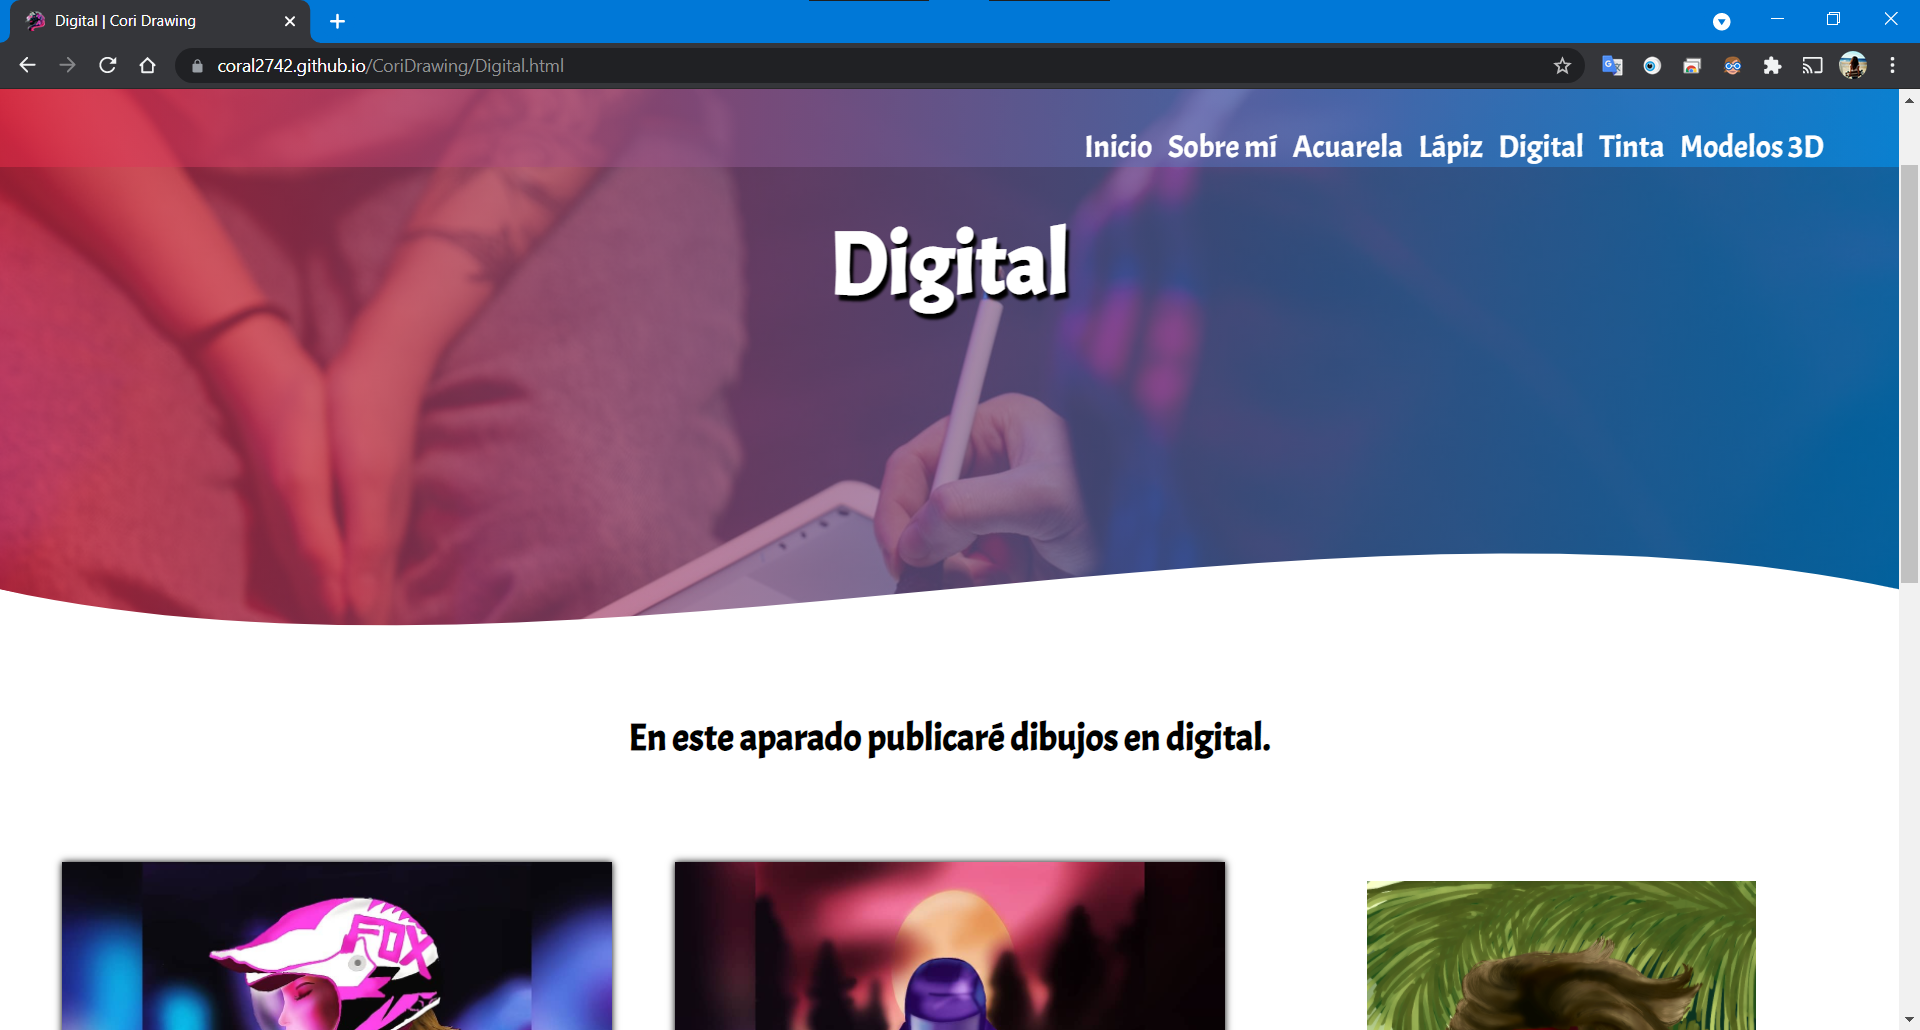 Digital | Cori Drawing
coral2742.github.io/CoriDrawing/Digital.html
Inicio Sobre mí Acuarela Lápiz Digital Tinta Modelos 3D
Digital
En este aparado publicaré dibujos en digital.
FOX